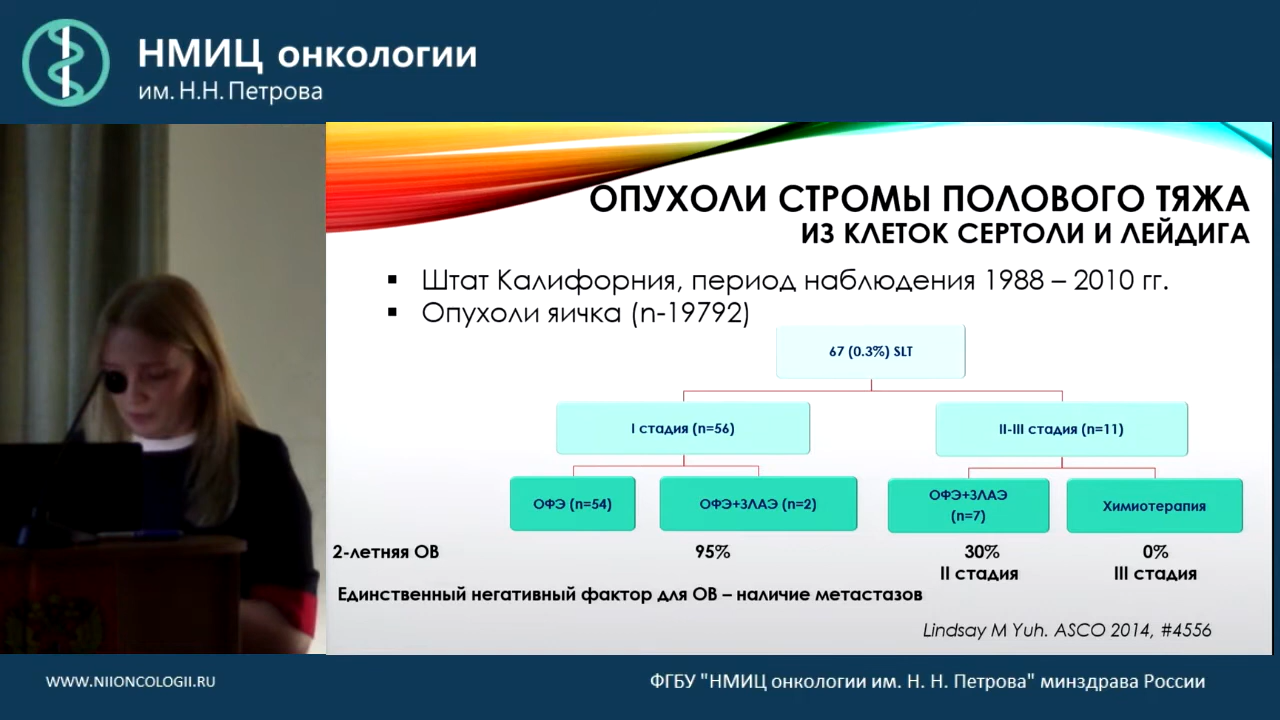 НМИЦ онкологии
им. Н.Н. Петрова
ОПУХОЛИ СТРОМЫ ПОЛОВОГО ТЯЖА
ИЗ КЛЕТОК СЕРТОЛИ И ЛЕЙДИГА
▪ Штат Калифорния, период наблюдения 1988 – 2010 гг.
▪ Опухоли яичка (n-19792)
67 (0.3%) SLT
I стадия (n=56)
II-III стадия (n=11)
ОФЭ (n=54)
ОФЭ+ЗЛАЭ (n=2)
ОФЭ+ЗЛАЭ
(n=7)
Химиотерапия
2-летняя ОВ
95%
30%
II стадия
0%
III стадия
Единственный негативный фактор для ОВ – наличие метастазов
Lindsay M Yuh. ASCO 2014, #4556
WWW.NIIONCOLOGII.RU
ФГБУ "НМИЦ онкологии им. Н. Н. Петрова" минздрава России